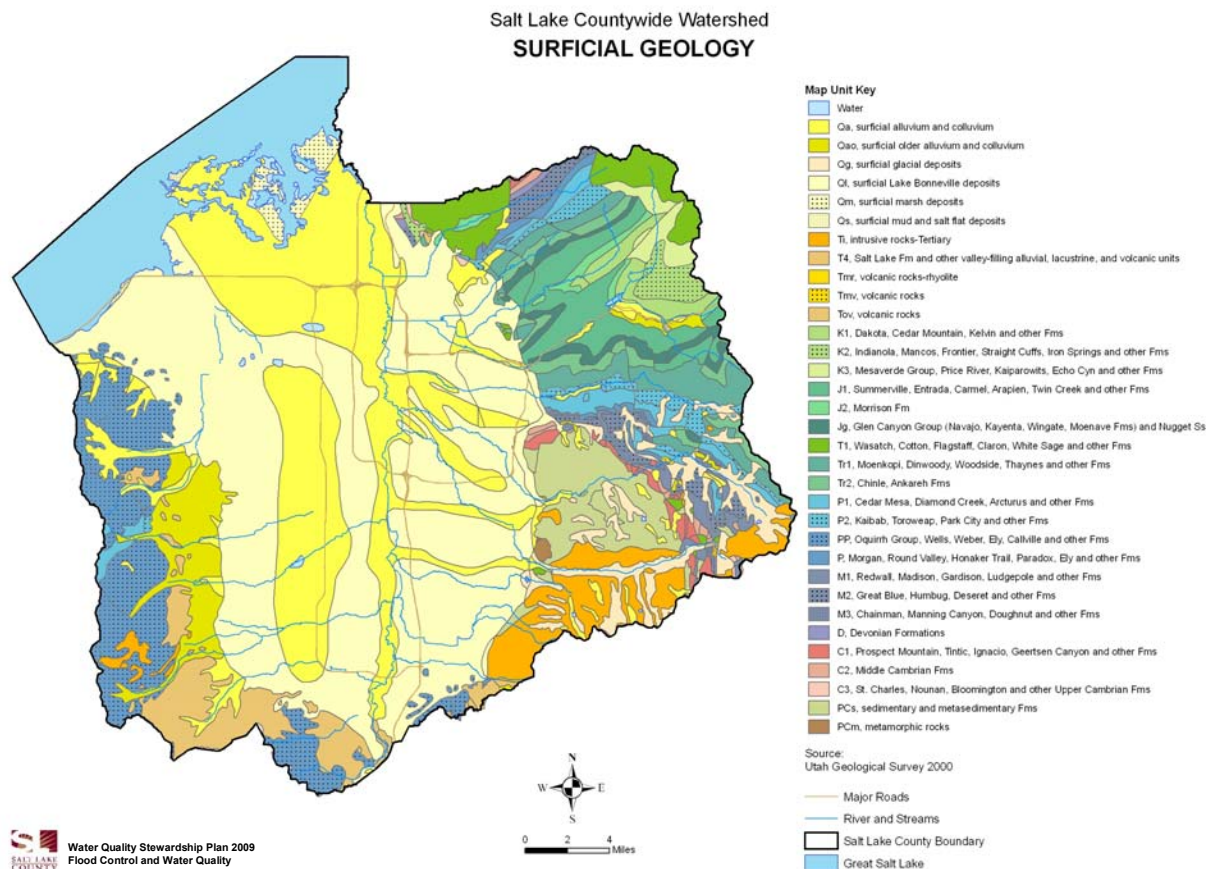 Salt Lake Countywide Watershed
SURFICIAL GEOLOGY
Map Unit Key
Water
Qa, surficial alluvium and colluvium
Qao, surficial older alluvium and colluvium
Qg, surficial glacial deposits
Ql, surficial Lake Bonneville deposits
Qm, surficial marsh deposits
Qs, surficial mud and salt flat deposits
Ti, intrusive rocks-Tertiary
T4, Salt Lake Fm and other valley-filling alluvial, lacustrine, and volcanic units
Tmr, volcanic rocks-rhyolite
Tmv, volcanic rocks
Tov, volcanic rocks
K1, Dakota, Cedar Mountain, Kelvin and other Fms
K2, Indianola, Mancos, Frontier, Straight Cuffs, Iron Springs and other Fms
K3, Mesaverde Group, Price River, Kaiparowits, Echo Cyn and other Fms
J1, Summerville, Entrada, Carmel, Arapien, Twin Creek and other Fms
J2, Morrison Fm
Jg, Glen Canyon Group (Navajo, Kayenta, Wingate, Moenave Fms) and Nugget Ss
T1, Wasatch, Cotton, Flagstaff, Claron, White Sage and other Fms
Tr1, Moenkopi, Dinwoody, Woodside, Thaynes and other Fms
Tr2, Chinle, Ankareh Fms
P1, Cedar Mesa, Diamond Creek, Arcturus and other Fms
P2, Kaibab, Toroweap, Park City and other Fms
PP, Oquirrh Group, Wells, Weber, Ely, Callville and other Fms
P, Morgan, Round Valley, Honaker Trail, Paradox, Ely and other Fms
M1, Redwall, Madison, Gardison, Lodgepole and other Fms
M2, Great Blue, Humbug, Deseret and other Fms
M3, Chainman, Manning Canyon, Doughnut and other Fms
D, Devonian Formations
C1, Prospect Mountain, Tintic, Ignacio, Geertsen Canyon and other Fms
C2, Middle Cambrian Fms
C3, St. Charles, Nounan, Bloomington and other Upper Cambrian Fms
PCs, sedimentary and metasedimentary Fms
PCm, metamorphic rocks
Source:
Utah Geological Survey 2000
Major Roads
River and Streams
Salt Lake County Boundary
Great Salt Lake
N
W E
S
0 2 4
Miles
SL
SALT LAKE
COUNTY
Water Quality Stewardship Plan 2009
Flood Control and Water Quality